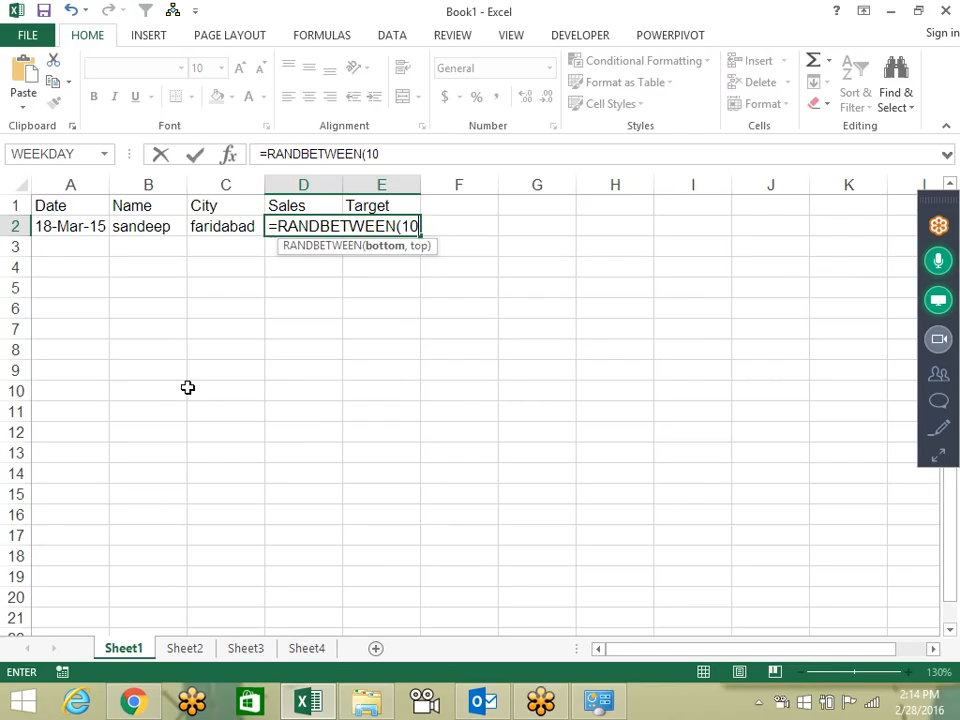 Book1 - Excel
Sign in
FILE HOME INSERT PAGE LAYOUT FORMULAS DATA REVIEW VIEW DEVELOPER POWERPIVOT
Paste
10
General
Conditional Formatting
Format as Table
Cell Styles
Insert
Delete
Format
Sort &
Filter
Find &
Select
Clipboard Font Alignment Number Styles Cells Editing
WEEKDAY =RANDBETWEEN(10
A B C D E F G H I J K L
1 Date Name City Sales Target
2 18-Mar-15 sandeep faridabad =RANDBETWEEN(10
RANDBETWEEN(bottom, top)
3
4
5
6
7
8
9
10
11
12
13
14
15
16
17
18
19
20
21
Sheet1 Sheet2 Sheet3 Sheet4
ENTER 130%
2:14 PM
2/28/2016